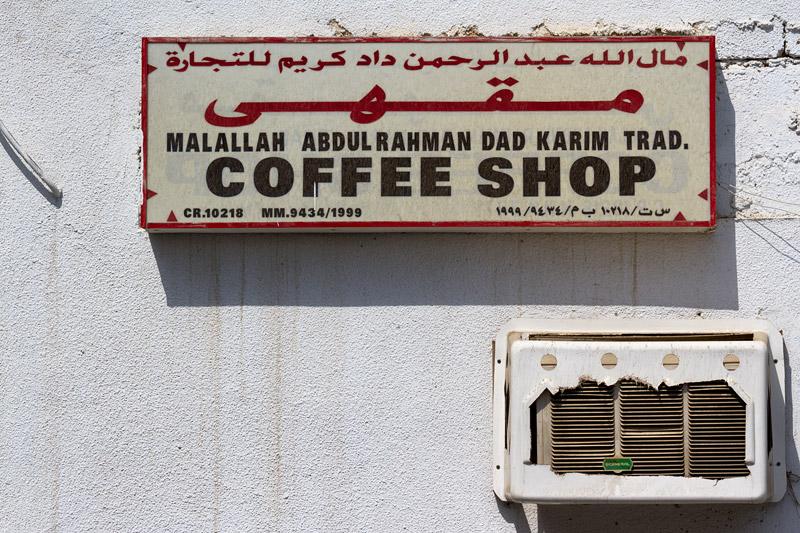 مال الله عبد الرحمن داد كريم للتجارة
مقهى
MALALLAH ABDULRAHMAN DAD KARIM TRAD.
COFFEE SHOP
CR.10218 MM.9434/1999
س ت/١٠٢١٨ ب م/٩٤٣٤/١٩٩٩